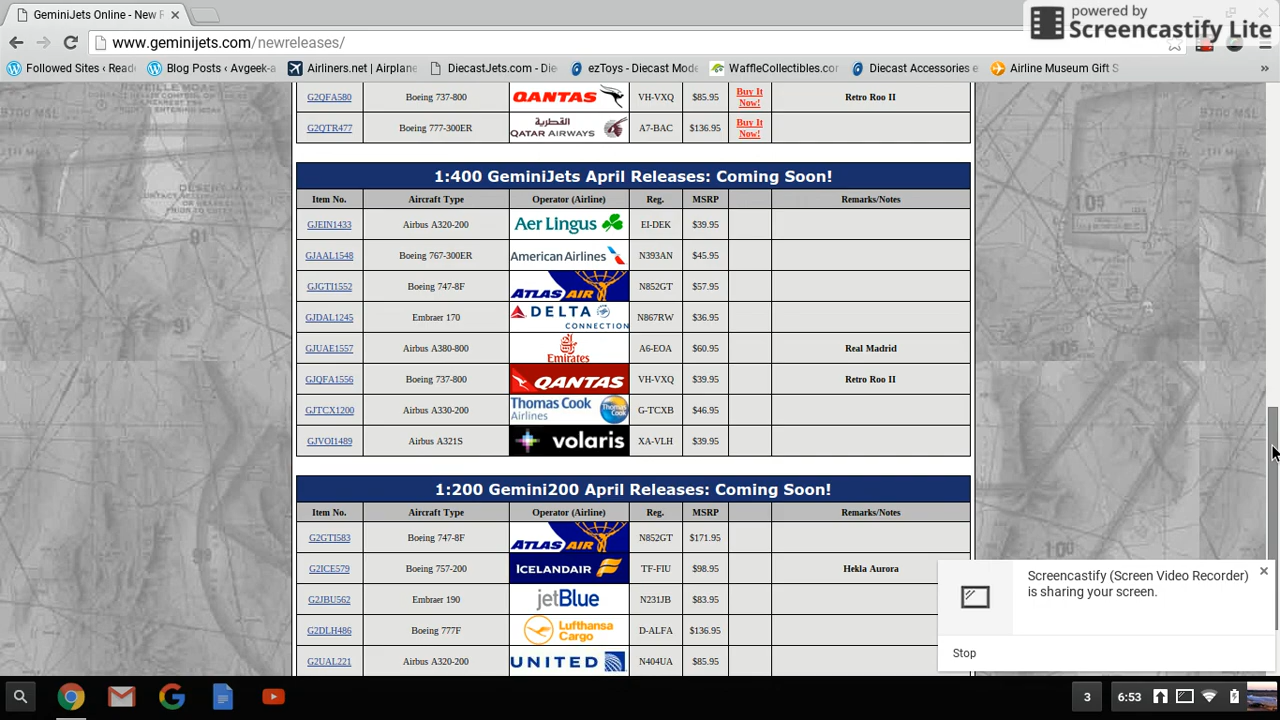 GeminiJets Online - New R
powered by
Screencastify Lite
www.geminijets.com/newreleases/
Followed Sites ‹ Read Blog Posts ‹ Avgeek-a Airliners.net | Airplane DiecastJets.com - Die ezToys - Diecast Mode WaffleCollectibles.co Diecast Accessories e Airline Museum Gift S »
G2QFA580 Boeing 737-800 QANTAS VH-VXQ $85.95 Buy It Now! Retro Roo II
G2QTR477 Boeing 777-300ER القطرية QATAR AIRWAYS A7-BAC $136.95 Buy It Now!
1:400 GeminiJets April Releases: Coming Soon!
Item No. Aircraft Type Operator (Airline) Reg. MSRP Remarks/Notes
GJEIN1433 Airbus A320-200 Aer Lingus EI-DEK $39.95
GJAAL1548 Boeing 767-300ER American Airlines N393AN $45.95
GJGTI1552 Boeing 747-8F ATLAS AIR N852GT $57.95
GJDAL1245 Embraer 170 DELTA CONNECTION N867RW $36.95
GJUAE1557 Airbus A380-800 Emirates A6-EOA $60.95 Real Madrid
GJQFA1556 Boeing 737-800 QANTAS VH-VXQ $39.95 Retro Roo II
GJTCX1200 Airbus A330-200 Thomas Cook Airlines Thomas Cook G-TCXB $46.95
GJVOI1489 Airbus A321S volaris XA-VLH $39.95
1:200 Gemini200 April Releases: Coming Soon!
Item No. Aircraft Type Operator (Airline) Reg. MSRP Remarks/Notes
G2GTI583 Boeing 747-8F ATLAS AIR N852GT $171.95
G2ICE579 Boeing 757-200 ICELANDAIR TF-FIU $98.95 Hekla Aurora
G2JBU562 Embraer 190 jetBlue N231JB $83.95
G2DLH486 Boeing 777F Lufthansa Cargo D-ALFA $136.95
G2UAL221 Airbus A320-200 UNITED N404UA $85.95
Screencastify (Screen Video Recorder)
is sharing your screen.
Stop
3 6:53